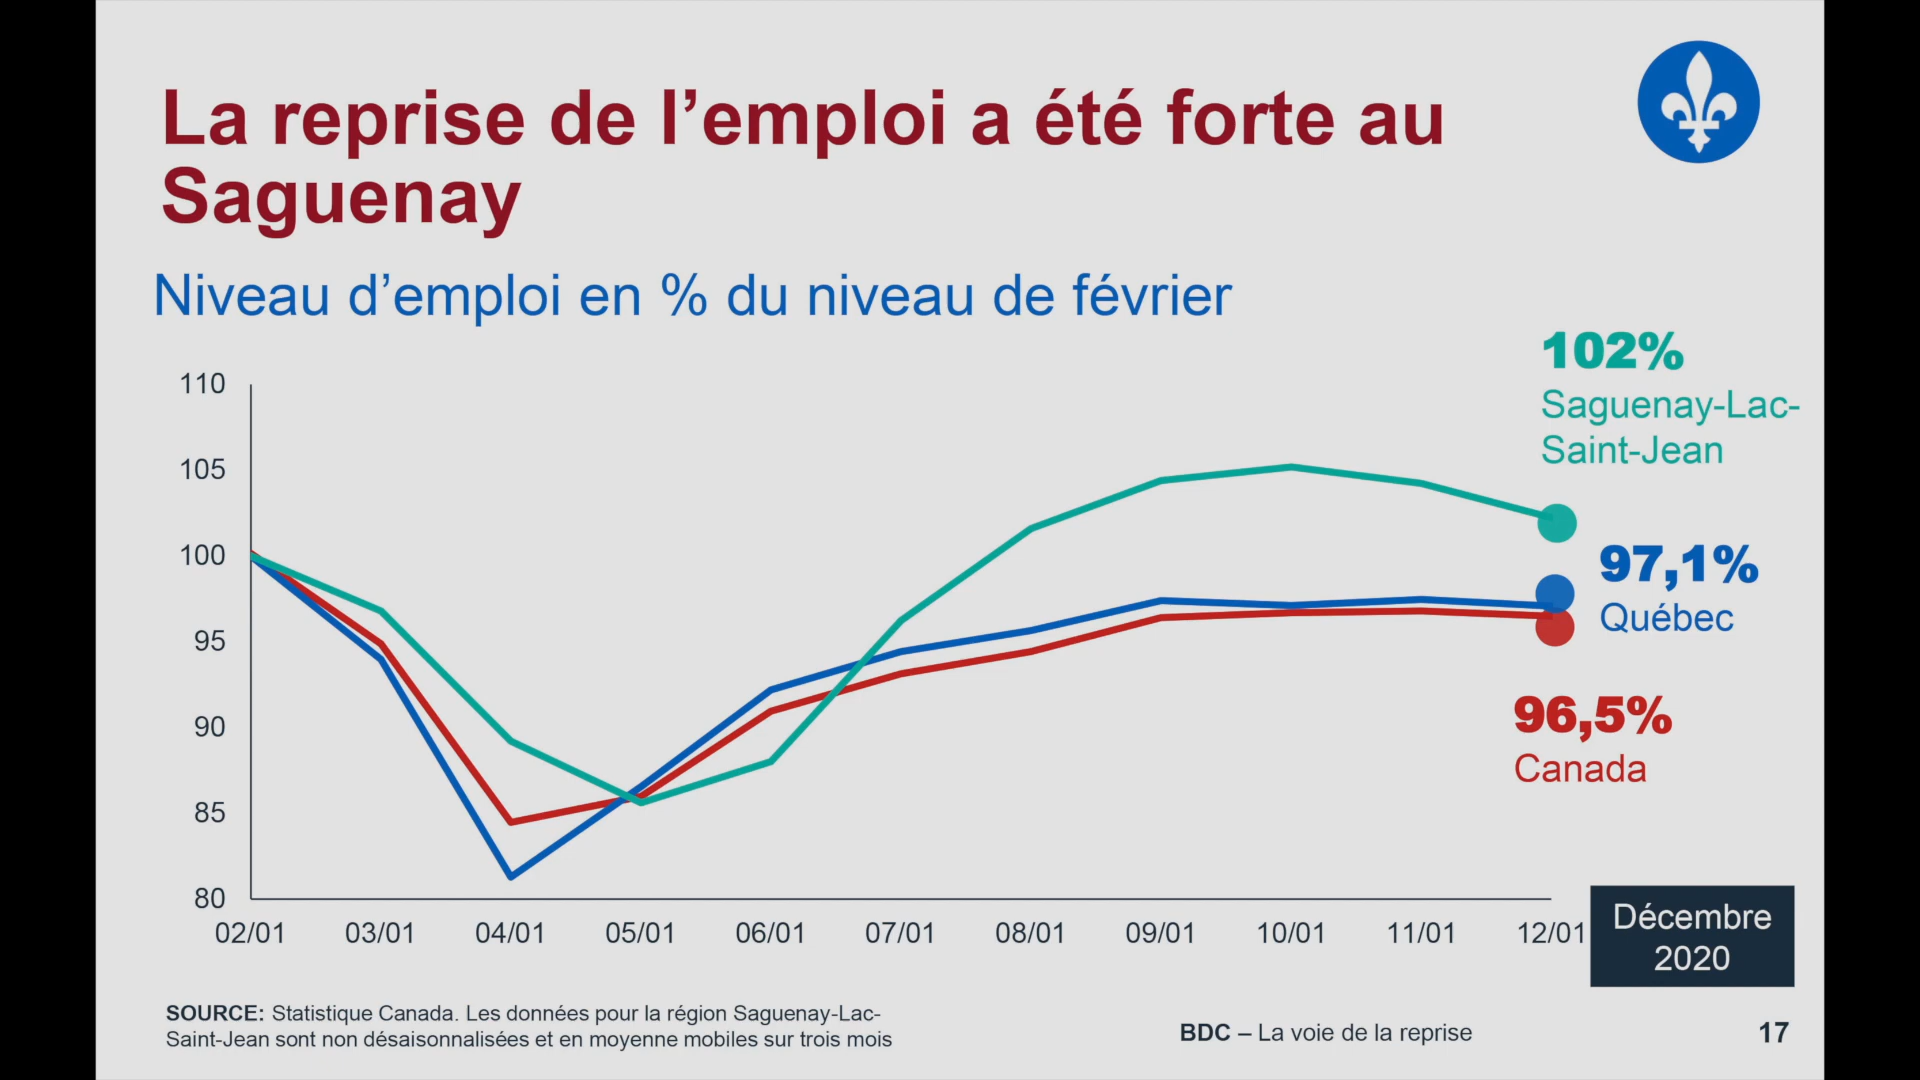 La reprise de l’emploi a été forte au
Saguenay
Niveau d’emploi en % du niveau de février
102%
Saguenay-Lac-
Saint-Jean
97,1%
Québec
96,5%
Canada
110
105
100
95
90
85
80
02/01 03/01 04/01 05/01 06/01 07/01 08/01 09/01 10/01 11/01 12/01
Décembre
2020
SOURCE: Statistique Canada. Les données pour la région Saguenay-Lac-
Saint-Jean sont non désaisonnalisées et en moyenne mobiles sur trois mois
BDC – La voie de la reprise
17